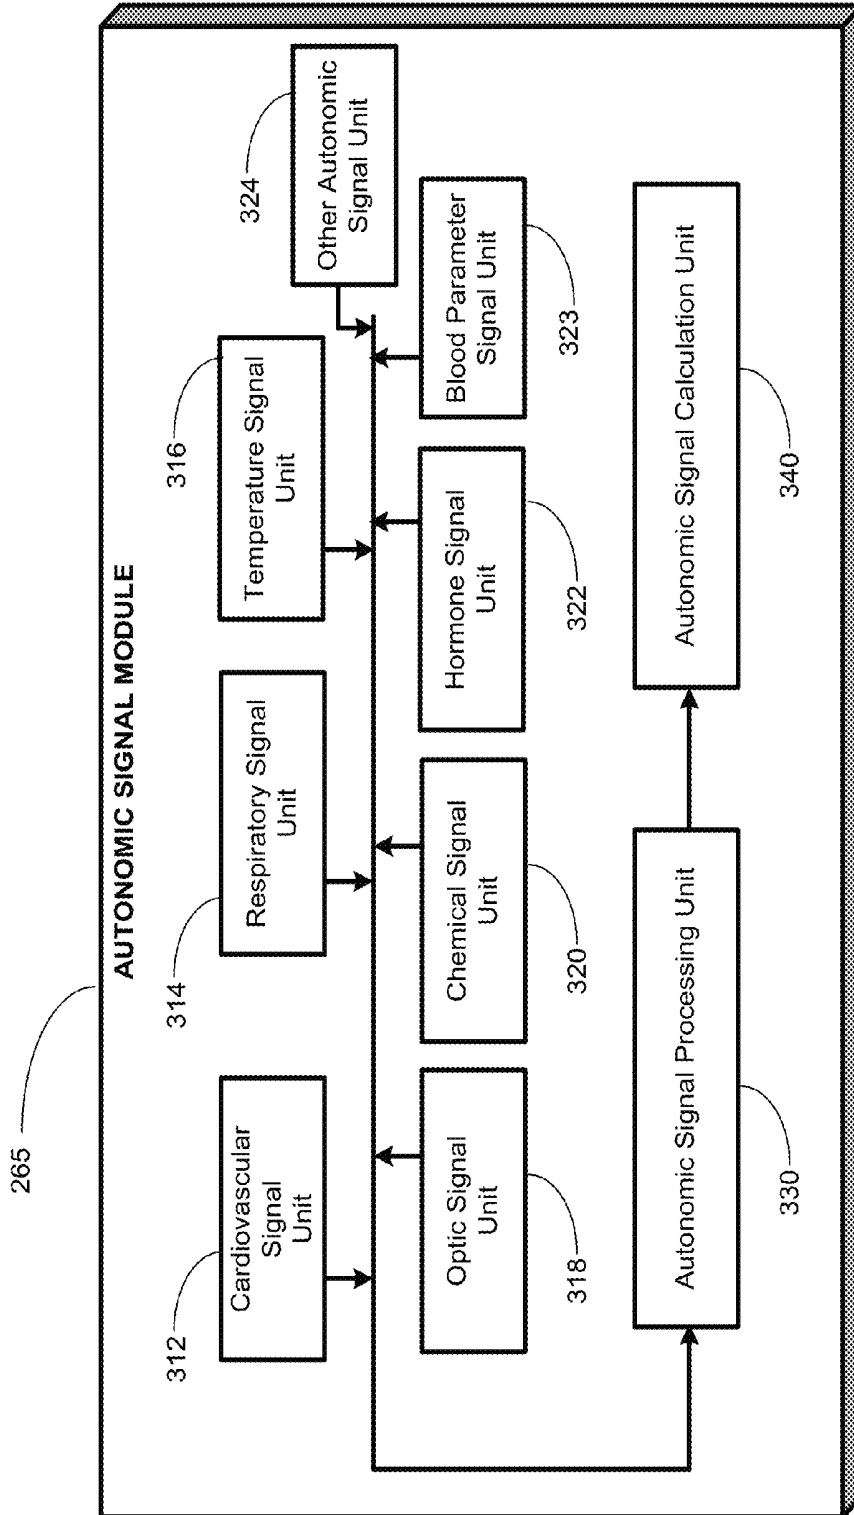 265
AUTONOMIC SIGNAL MODULE
312
Cardiovascular
Signal
Unit
314
Respiratory Signal
Unit
316
Temperature Signal
Unit
324
Other Autonomic
Signal Unit
Optic Signal
Unit
318
Chemical Signal
Unit
320
Hormone Signal
Unit
322
Blood Parameter
Signal Unit
323
Autonomic Signal Processing Unit
330
Autonomic Signal Calculation Unit
340